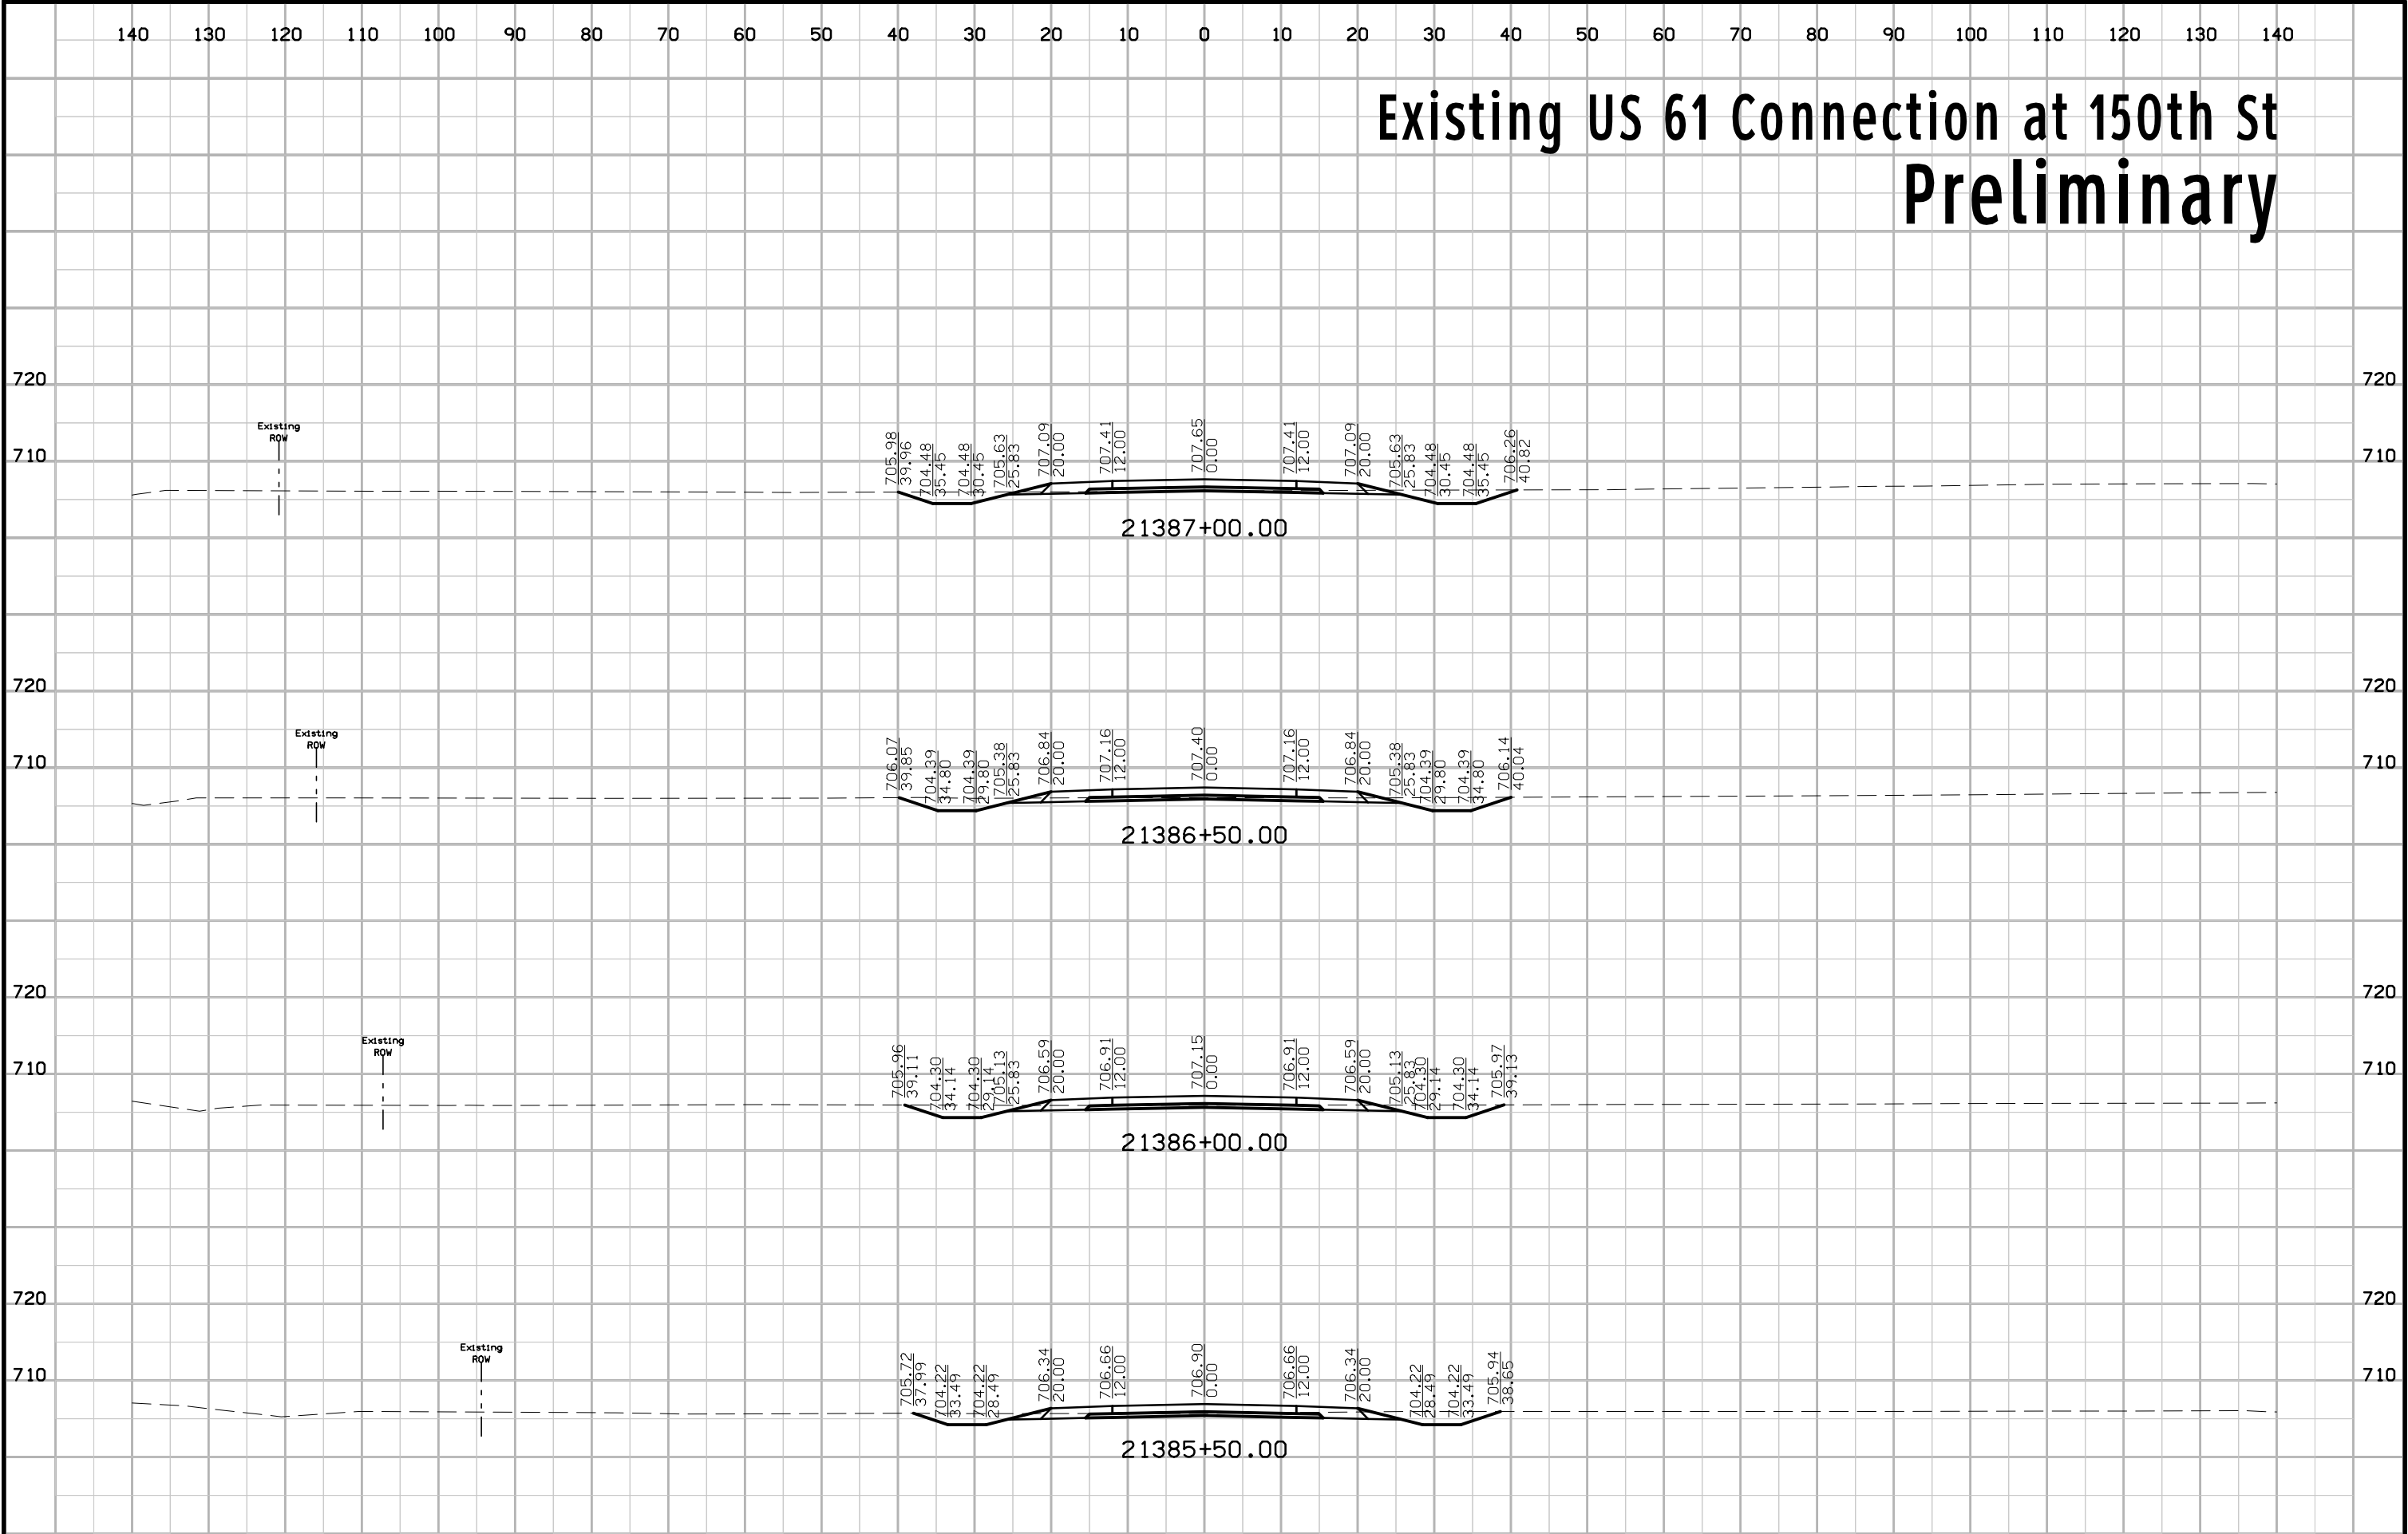 140 130 120 110 100 90 80 70 60 50 40 30 20 10 0 10 20 30 40 50 60 70 80 90 100 110 120 130 140
Existing US 61 Connection at 150th St
Preliminary
720 720
Existing
ROW
710 710
705.98 39.96 704.48 35.45 704.48 30.45 705.63 25.83 707.09 20.00 707.41 12.00 707.65 0.00 707.41 12.00 707.09 20.00 705.63 25.83 704.48 30.45 704.48 35.45 706.26 40.82
21387+00.00
720 720
Existing
ROW
710 710
706.07 39.85 704.39 34.80 704.39 29.80 705.38 25.83 706.84 20.00 707.16 12.00 707.40 0.00 707.16 12.00 706.84 20.00 705.38 25.83 704.39 29.80 704.39 34.80 706.14 40.04
21386+50.00
720 720
Existing
ROW
710 710
705.96 39.11 704.30 34.14 704.30 29.14 705.13 25.83 706.59 20.00 706.91 12.00 707.15 0.00 706.91 12.00 706.59 20.00 705.13 25.83 704.30 29.14 704.30 34.14 705.97 39.13
21386+00.00
720 720
Existing
ROW
710 710
705.72 37.99 704.22 33.49 704.22 28.49 706.34 20.00 706.66 12.00 706.90 0.00 706.66 12.00 706.34 20.00 704.22 28.49 704.22 33.49 705.94 38.65
21385+50.00